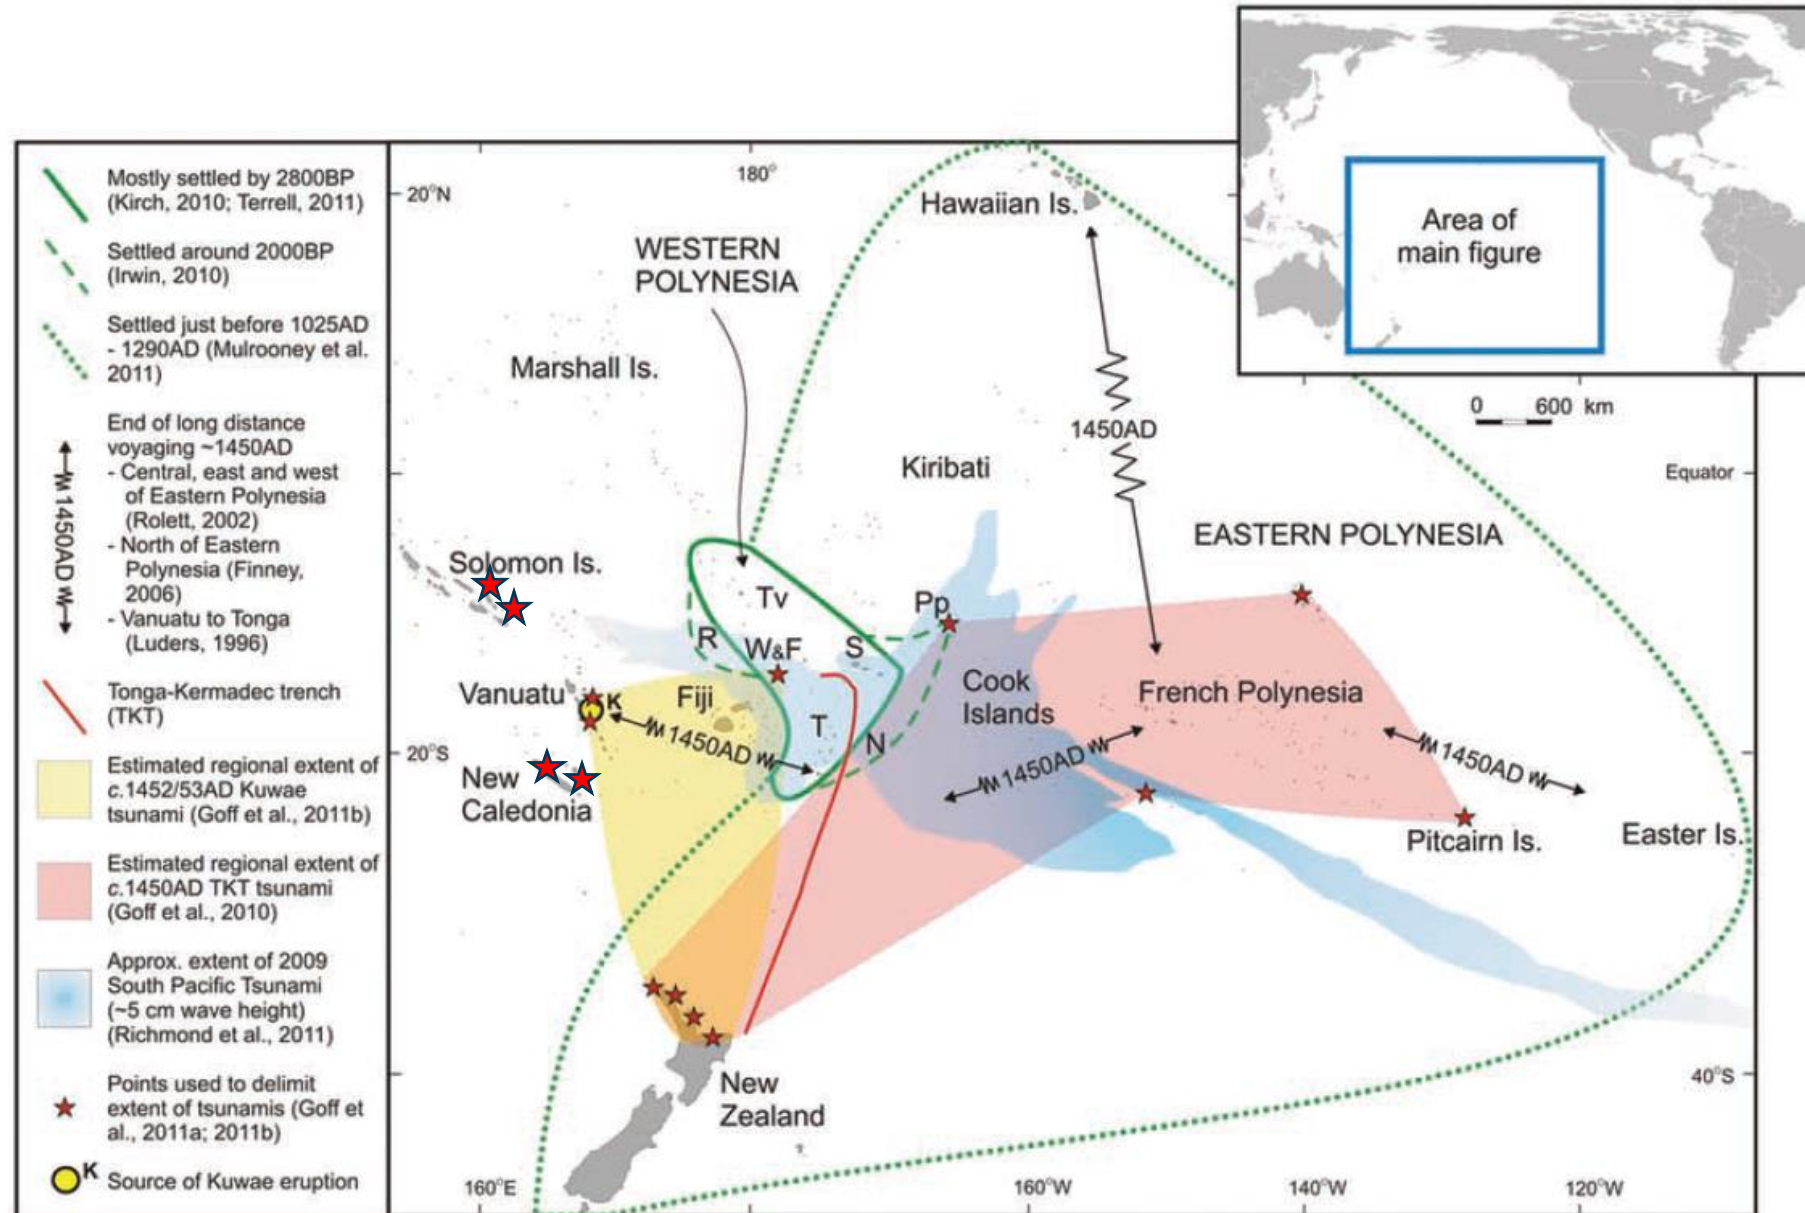 Mostly settled by 2800BP
(Kirch, 2010; Terrell, 2011)
Settled around 2000BP
(Irwin, 2010)
Settled just before 1025AD
- 1290AD (Mulrooney et al.
2011)
End of long distance
voyaging ~1450AD
- Central, east and west
of Eastern Polynesia
(Rolett, 2002)
- North of Eastern
Polynesia (Finney,
2006)
- Vanuatu to Tonga
(Luders, 1996)
1450AD
Tonga-Kermadec trench
(TKT)
Estimated regional extent of
c.1452/53AD Kuwae
tsunami (Goff et al., 2011b)
Estimated regional extent of
c.1450AD TKT tsunami
(Goff et al., 2010)
Approx. extent of 2009
South Pacific Tsunami
(~5 cm wave height)
(Richmond et al., 2011)
Points used to delimit
extent of tsunamis (Goff et
al., 2011a; 2011b)
K
Source of Kuwae eruption
180°
20°N
Hawaiian Is.
WESTERN
POLYNESIA
Area of
main figure
Marshall Is.
0 600 km
1450AD
Kiribati
Equator
EASTERN POLYNESIA
Solomon Is.
Tv
Pp
R
W&F
S
Vanuatu
K
Fiji
Cook
Islands
French Polynesia
1450AD
T
N
20°S
1450AD
1450AD
New
Caledonia
Pitcairn Is.
Easter Is.
New
Zealand
40°S
160°E
160°W
140°W
120°W